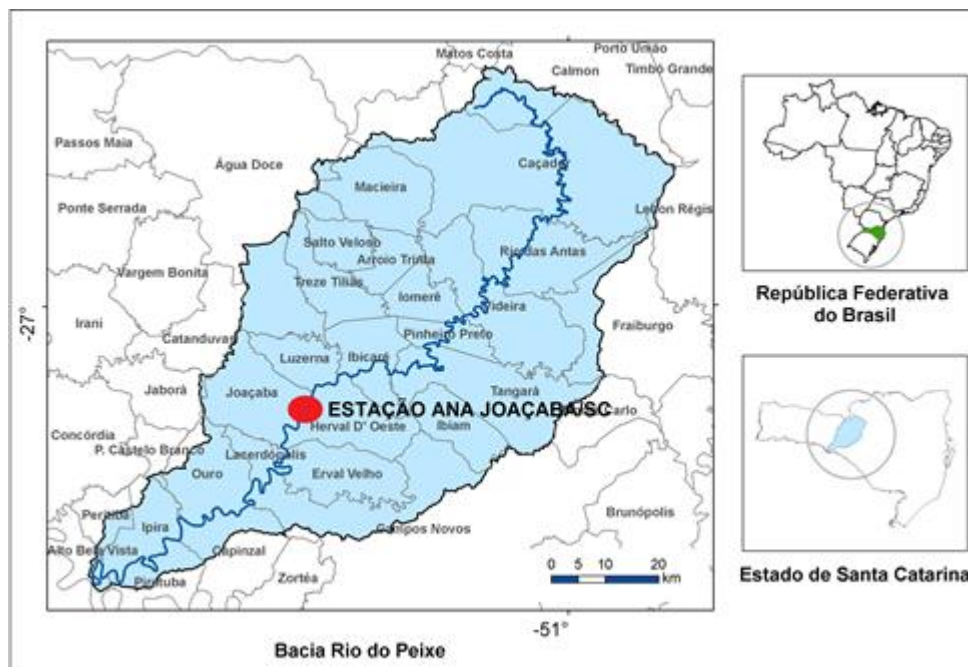 Matos Costa
Porto União
Calmon
Timbó Grande
Passos Maia
Água Doce
Caçador
Macieira
Ponte Serrada
Lebon Régis
Salto Veloso
Rio das Antas
Arroio Trinta
Vargem Bonita
Treze Tílias
Iomerê
Videira
-27°
Irani
Fraiburgo
Catanduvas
Pinheiro Preto
Luzerna
Ibicaré
Jaborá
Joaçaba
Tangará
ESTAÇÃO ANA JOAÇABA/SC
Carlo
Herval D' Oeste
Ibiam
Concórdia
P. Castelo Branco
Lacerdópolis
Ouro
Erval Velho
Brunópolis
Peritiba
Ipira
Campos Novos
Alto Bela Vista
Capinzal
Piratuba
Zortéa
0 5 10 20
km
-51°
Bacia Rio do Peixe
República Federativa
do Brasil
Estado de Santa Catarina